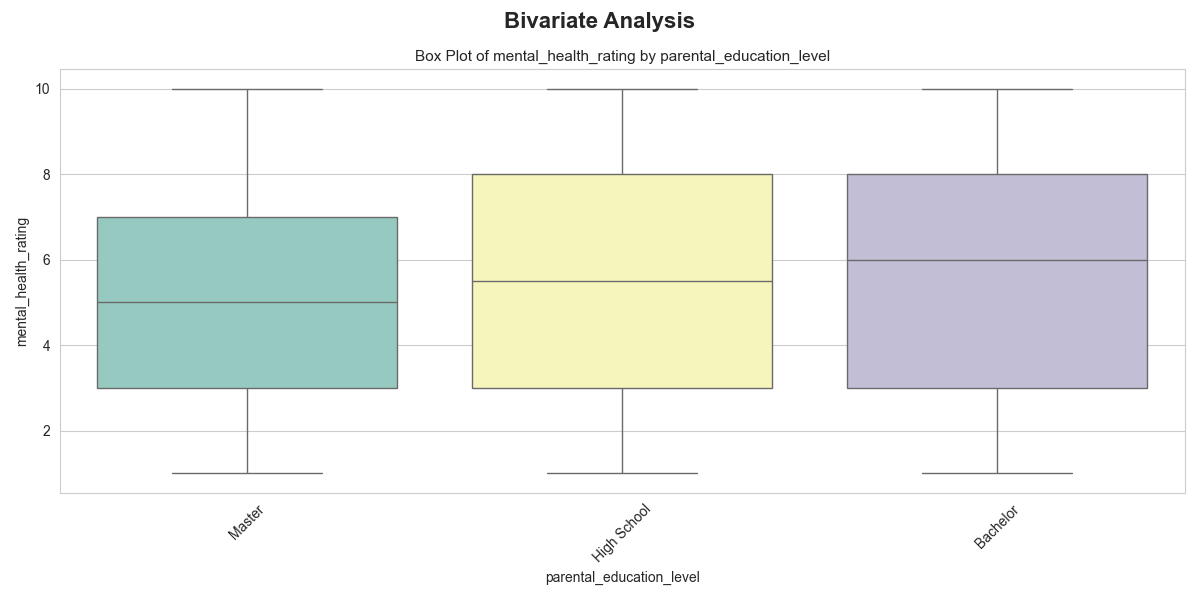 Bivariate Analysis
Box Plot of mental_health_rating by parental_education_level
mental_health_rating
10
8
6
4
2
Master
High School
Bachelor
parental_education_level